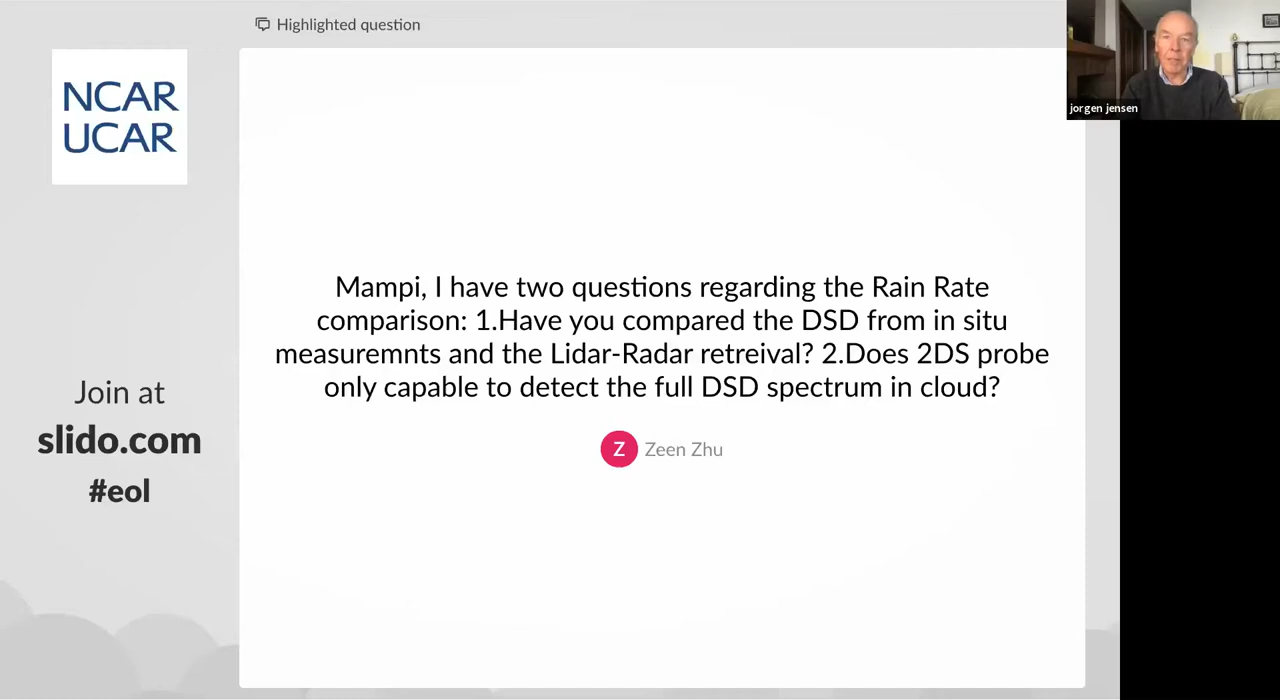 Highlighted question
NCAR
UCAR
jorgen jensen
Mampi, I have two questions regarding the Rain Rate
comparison: 1.Have you compared the DSD from in situ
measuremnts and the Lidar-Radar retreival? 2.Does 2DS probe
only capable to detect the full DSD spectrum in cloud?
Z Zeen Zhu
Join at
slido.com
#eol